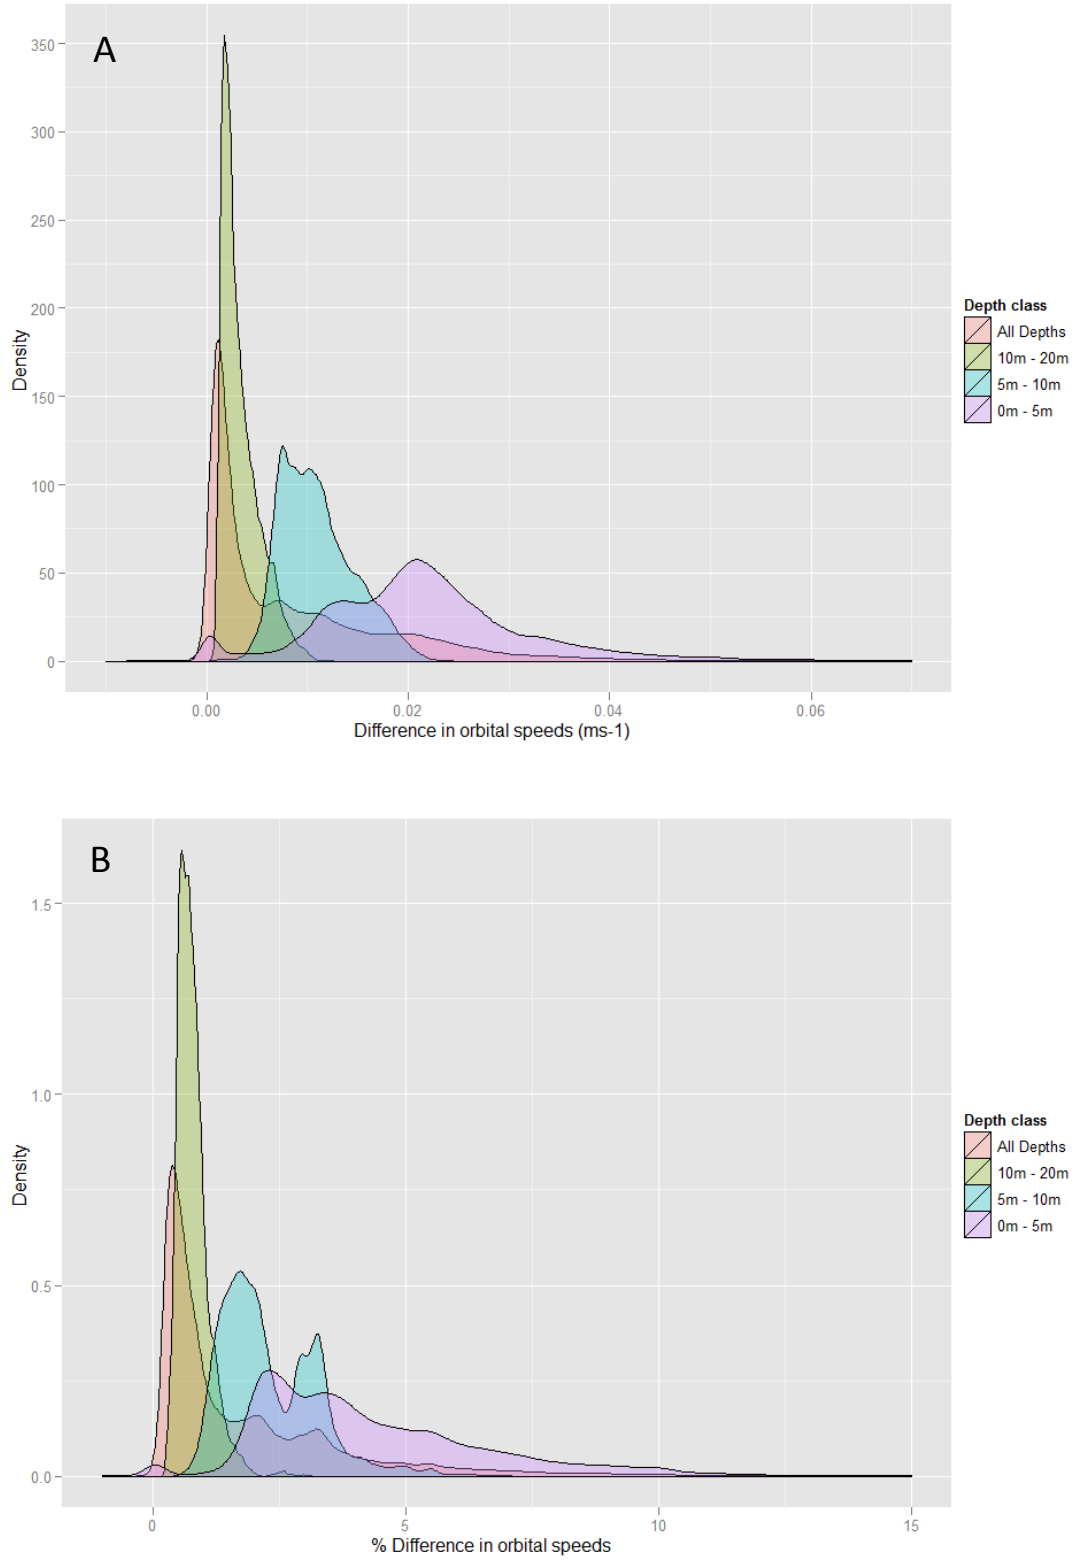 A
350
300
250
200
150
100
50
0
Density
0.00 0.02 0.04 0.06
Difference in orbital speeds (ms-1)
Depth class
All Depths
10m - 20m
5m - 10m
0m - 5m
B
1.5
1.0
0.5
0.0
Density
0 5 10 15
% Difference in orbital speeds
Depth class
All Depths
10m - 20m
5m - 10m
0m - 5m